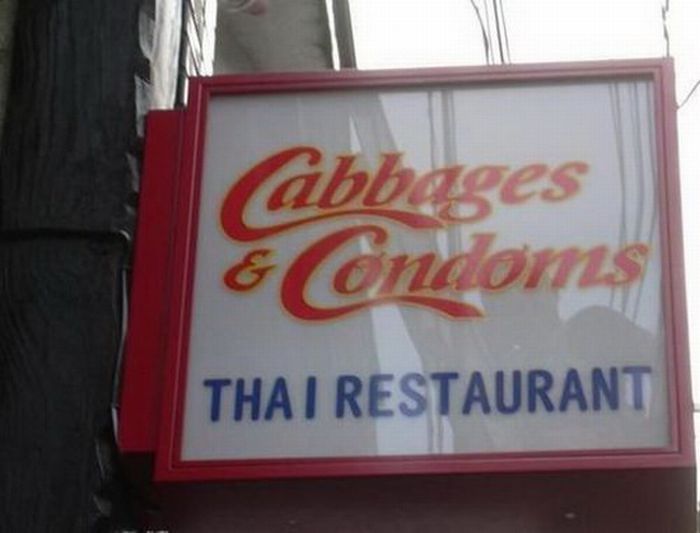 Cabbages
& Condoms
THAI RESTAURANT